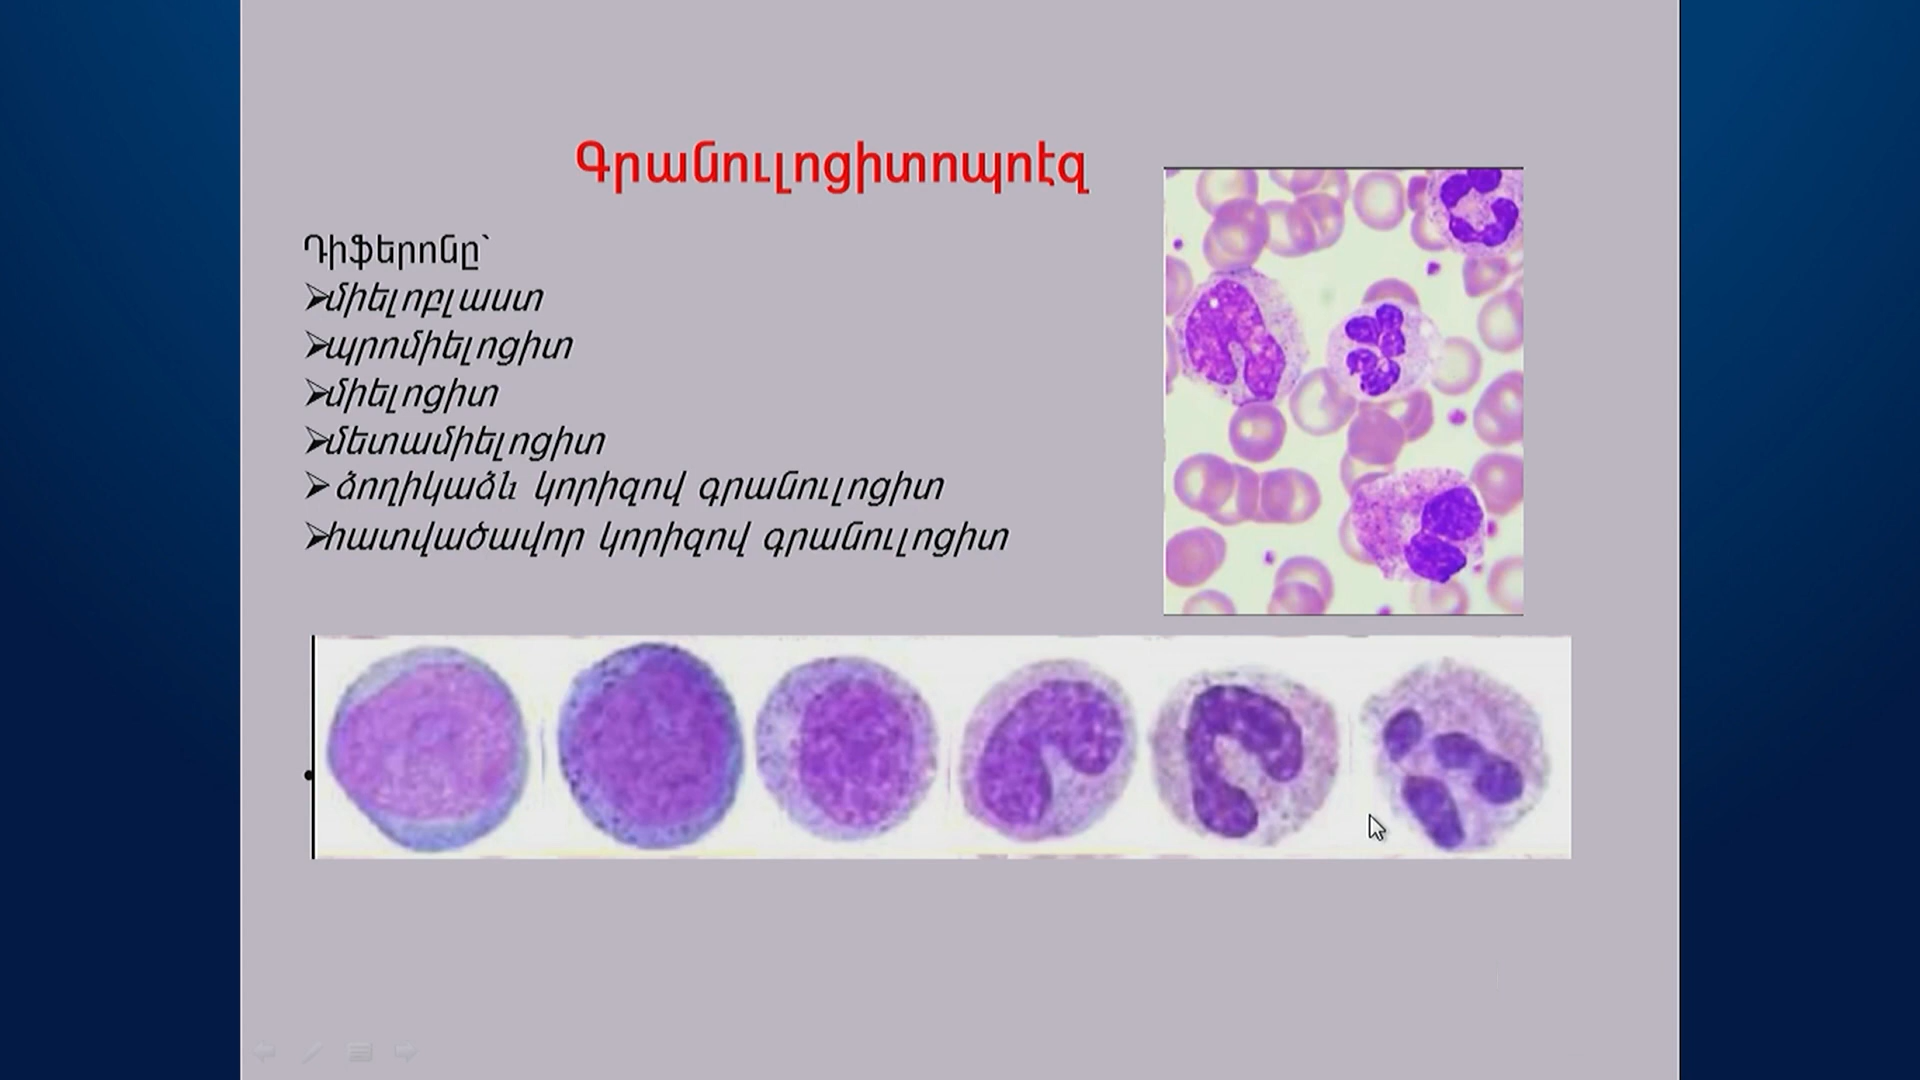 Գրանուլոցիտոպոէզ
Դիֆերոնը՝
➢միելոբլաստ
➢պրոմիելոցիտ
➢միելոցիտ
➢մետամիելոցիտ
➢ ձողիկաձև կորիզով գրանուլոցիտ
➢հատվածավոր կորիզով գրանուլոցիտ